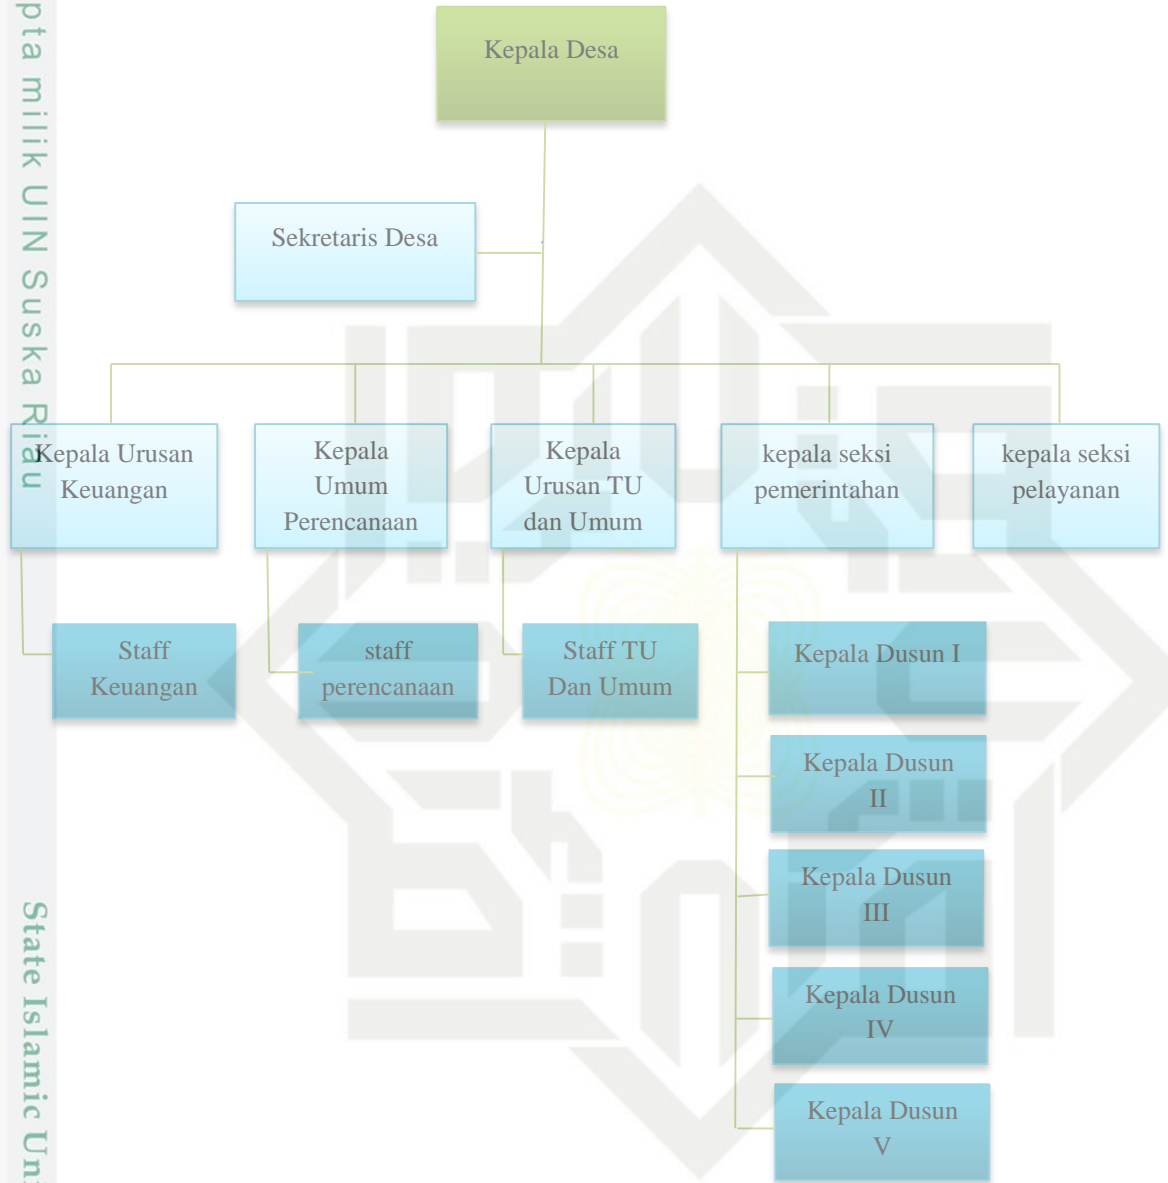 Kepala Desa
Sekretaris Desa
Kepala Urusan
Keuangan
Kepala
Umum
Perencanaan
Kepala
Urusan TU
dan Umum
kepala seksi
pemerintahan
kepala seksi
pelayanan
Staff
Keuangan
staff
perencanaan
Staff TU
Dan Umum
Kepala Dusun I
Kepala Dusun
II
Kepala Dusun
III
Kepala Dusun
IV
Kepala Dusun
V
pta milik UIN Suska Riau
State Islamic Un